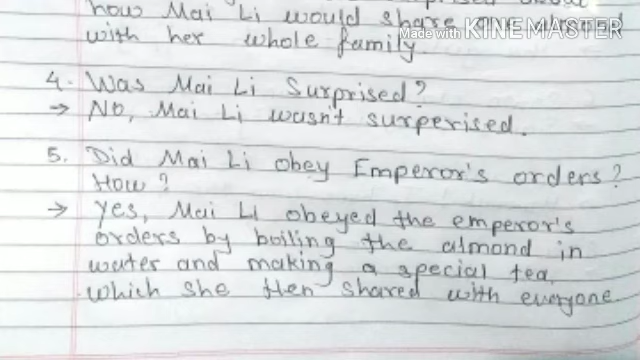 how Mai Li would share one almond
with her whole family.
Made with KINEMASTER
4. Was Mai Li Surprised?
→ No, Mai Li wasn't surperised.
5. Did Mai Li obey Emperor's orders?
How?
→ Yes, Mai Li obeyed the emperor's
orders by boiling the almond in
water and making a special tea,
which she then shared with everyone